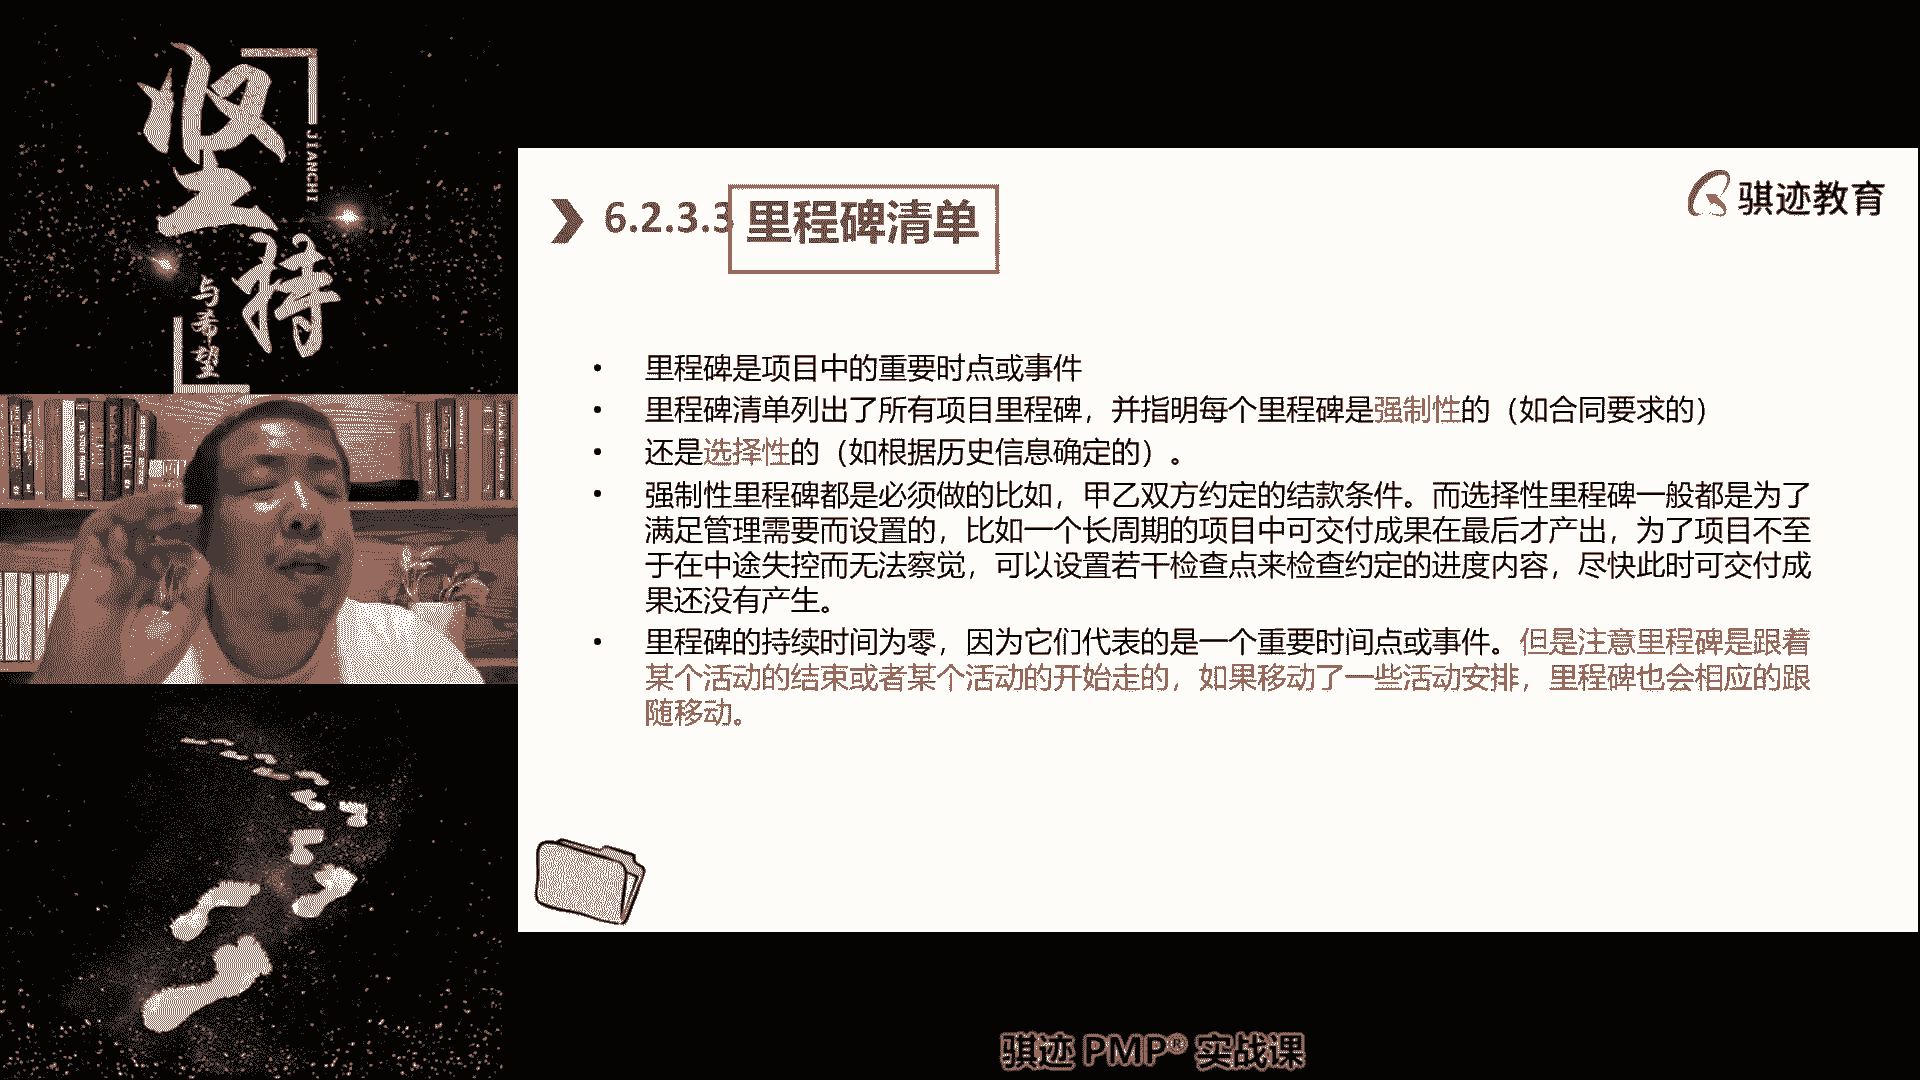 坚持
JIANCHI
与希望
6.2.3.3 里程碑清单
骐迹教育
• 里程碑是项目中的重要时点或事件
• 里程碑清单列出了所有项目里程碑，并指明每个里程碑是强制性的（如合同要求的）
• 还是选择性的（如根据历史信息确定的）。
• 强制性里程碑都是必须做的比如，甲乙双方约定的结款条件。而选择性里程碑一般都是为了
满足管理需要而设置的，比如一个长周期的项目中可交付成果在最后才产出，为了项目不至
于在中途失控而无法察觉，可以设置若干检查点来检查约定的进度内容，尽快此时可交付成
果还没有产生。
• 里程碑的持续时间为零，因为它们代表的是一个重要时间点或事件。但是注意里程碑是跟着
某个活动的结束或者某个活动的开始走的，如果移动了一些活动安排，里程碑也会相应的跟
随移动。
骐迹 PMP® 实战课